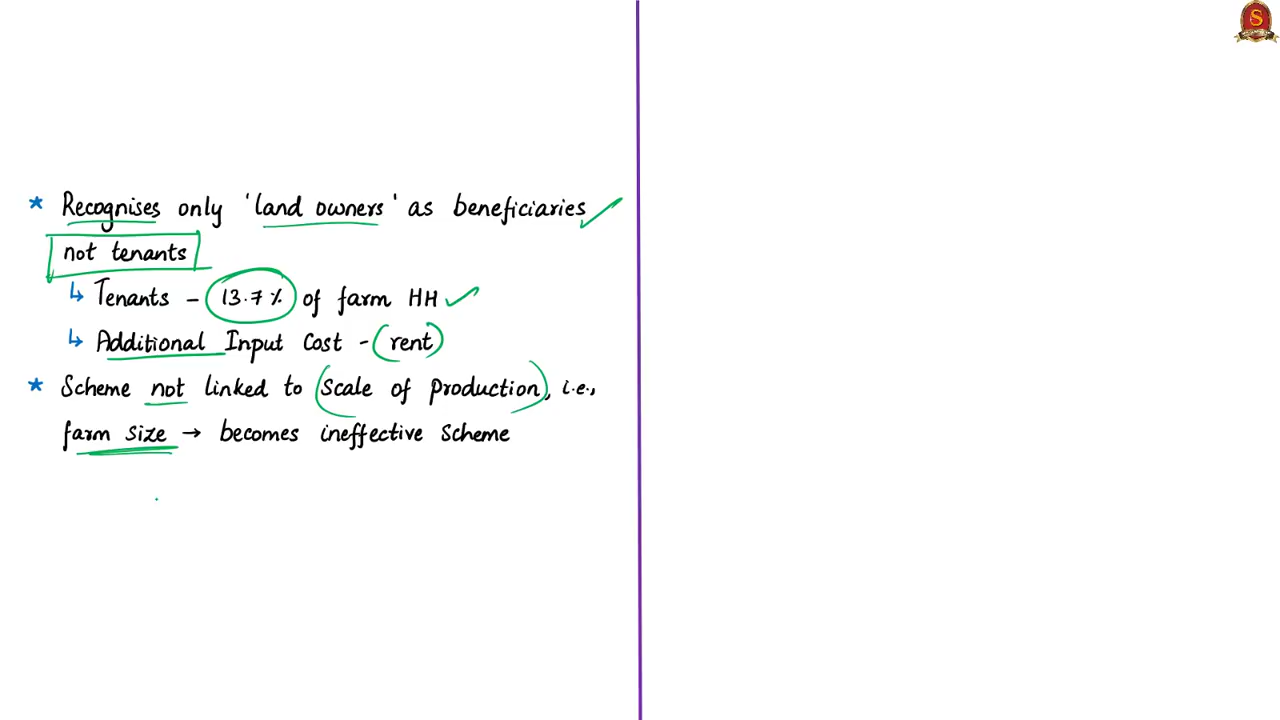 * Recognises only 'land owners' as beneficiaries
not tenants
↳ Tenants - 13.7% of farm HH
↳ Additional Input Cost - (rent)
* Scheme not linked to (Scale of Production), i.e.,
farm size → becomes ineffective Scheme
S